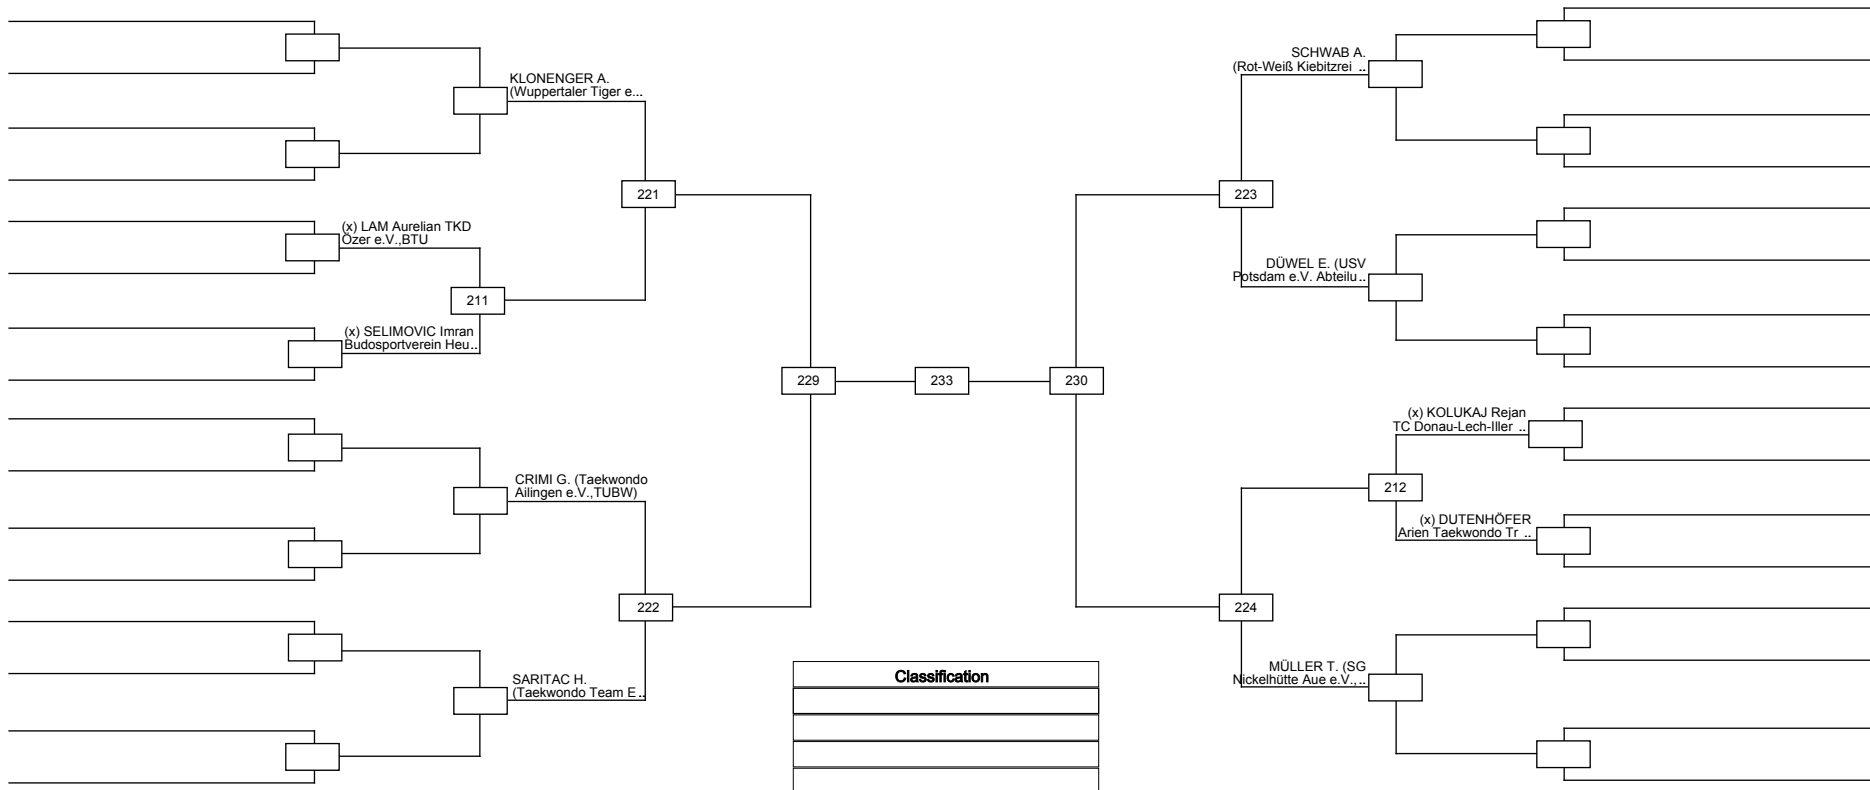 KLONENGER A.
(Wuppertaler Tiger e...
221
(x) LAM Aurelian TKD
Özer e.V.,BTU
211
(x) SELIMOVIC Imran
Budosportverein Heu...
CRIMI G. (Taekwondo
Ailingen e.V.,TUBW)
222
SARITAC H.
(Taekwondo Team E...
229
233
230
SCHWAB A.
(Rot-Weiß Kiebitzrei ...
223
DÜWEL E. (USV
Potsdam e.V. Abteilu...
(x) KOLUKAJ Rejan
TC Donau-Lech-Iller ...
212
(x) DUTENHÖFER
Arien Taekwondo Tr ...
224
MÜLLER T. (SG
Nickelhütte Aue e.V.,...
Classification